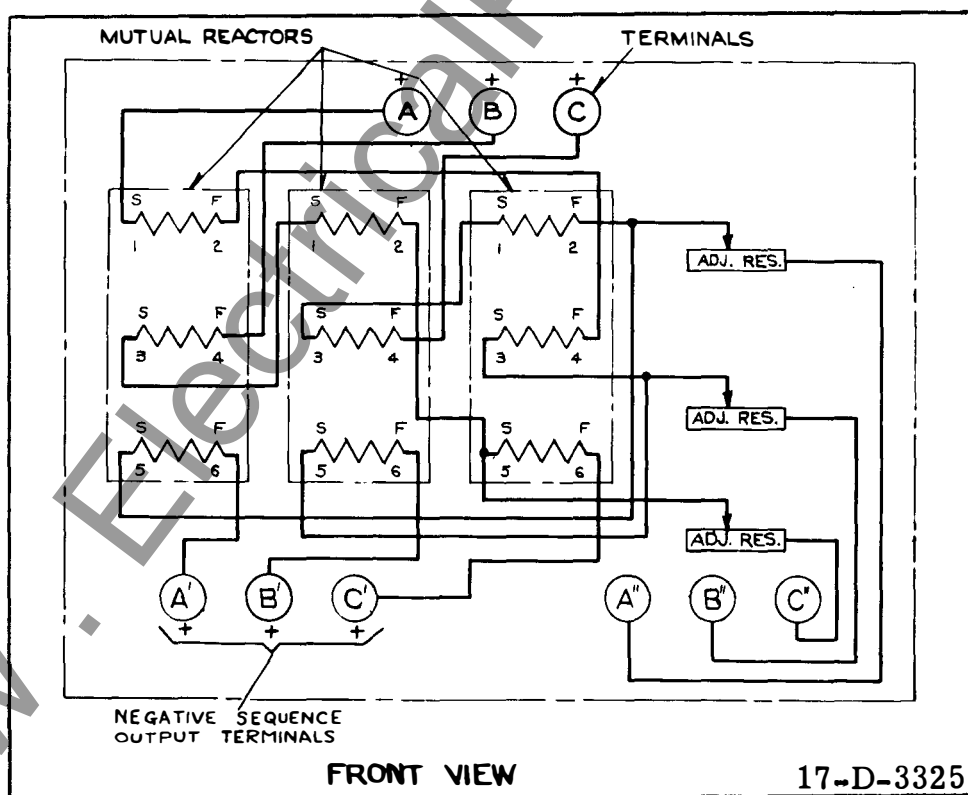 MUTUAL REACTORS
TERMINALS
+ + +
A B C
S F S F S F
1 2 1 2 1 2
ADJ. RES.
S F S F S F
3 4 3 4 3 4
ADJ. RES.
S F S F S F
5 6 5 6 5 6
ADJ. RES.
A' B' C' A" B" C"
+ + +
NEGATIVE SEQUENCE
OUTPUT TERMINALS
FRONT VIEW
17-D-3325
. Electrical